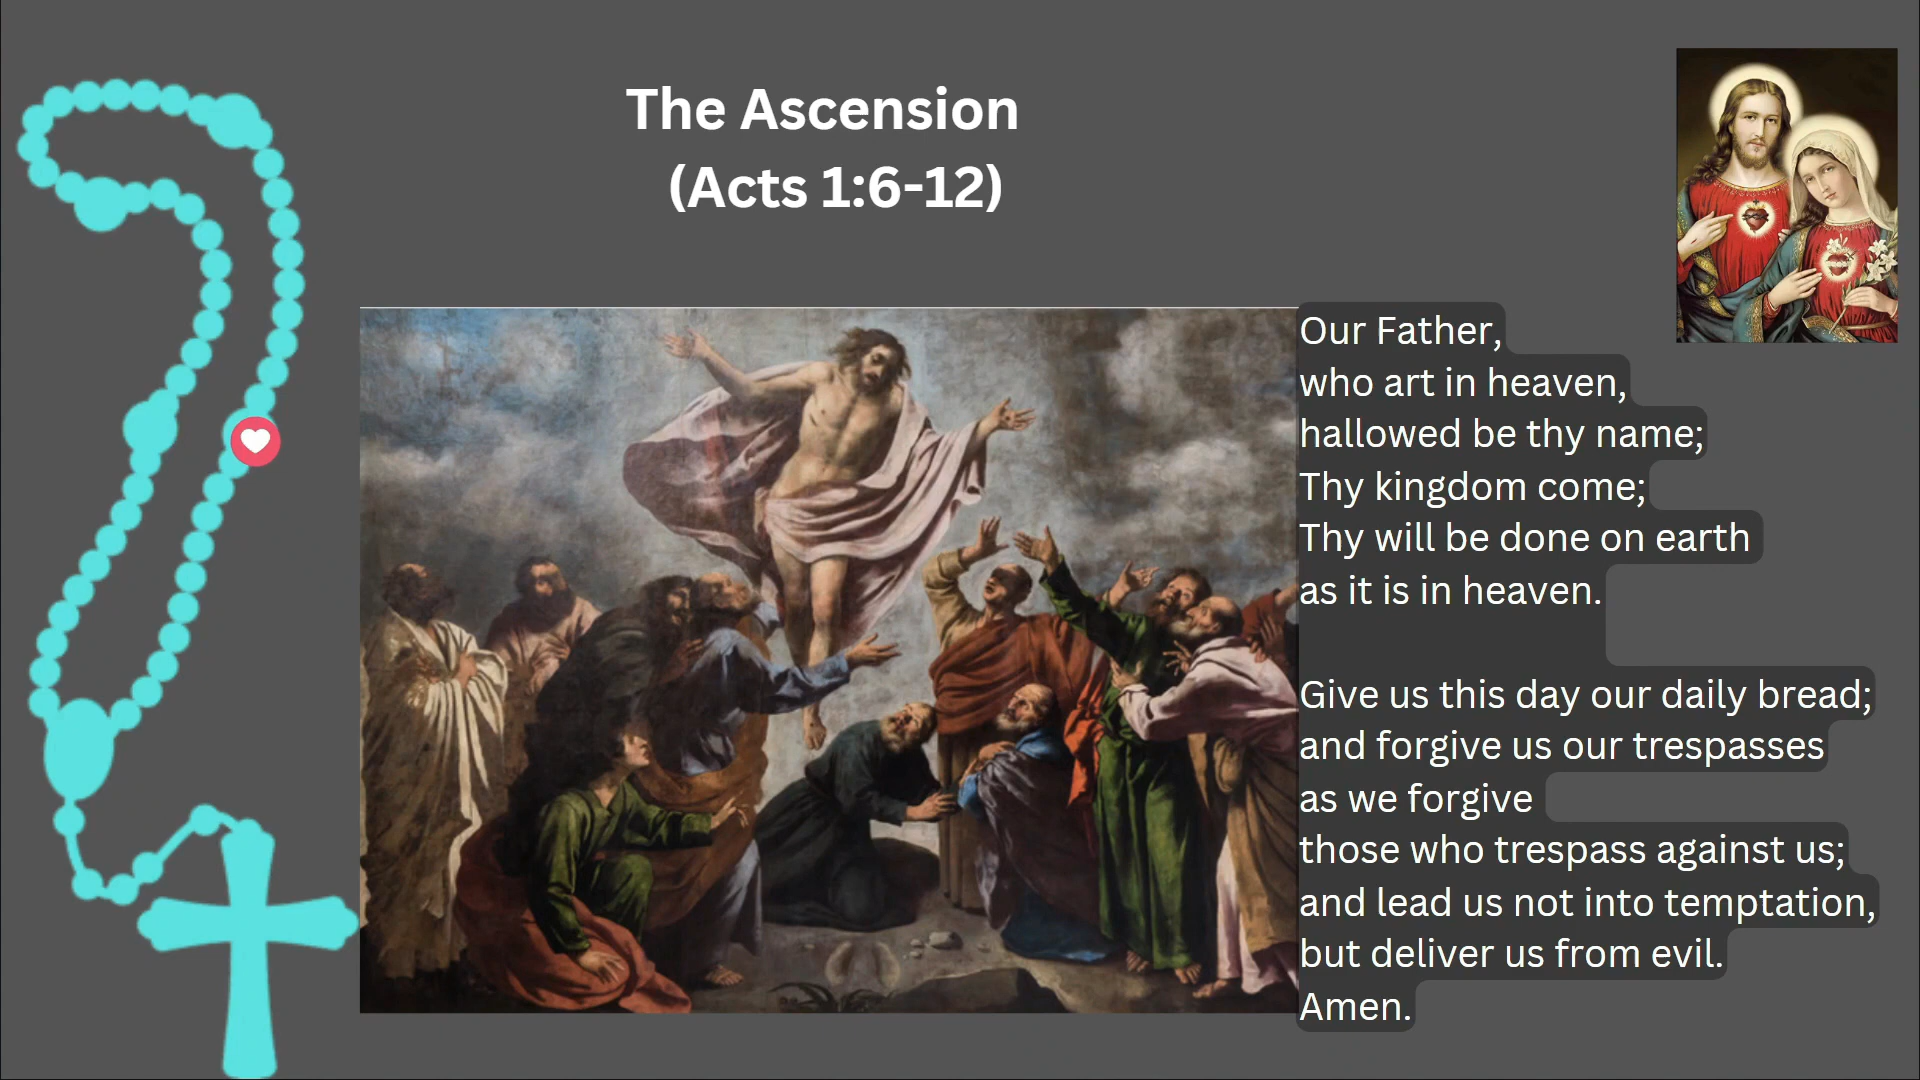 The Ascension
(Acts 1:6-12)
Our Father,
who art in heaven,
hallowed be thy name;
Thy kingdom come;
Thy will be done on earth
as it is in heaven.
Give us this day our daily bread;
and forgive us our trespasses
as we forgive
those who trespass against us;
and lead us not into temptation,
but deliver us from evil.
Amen.